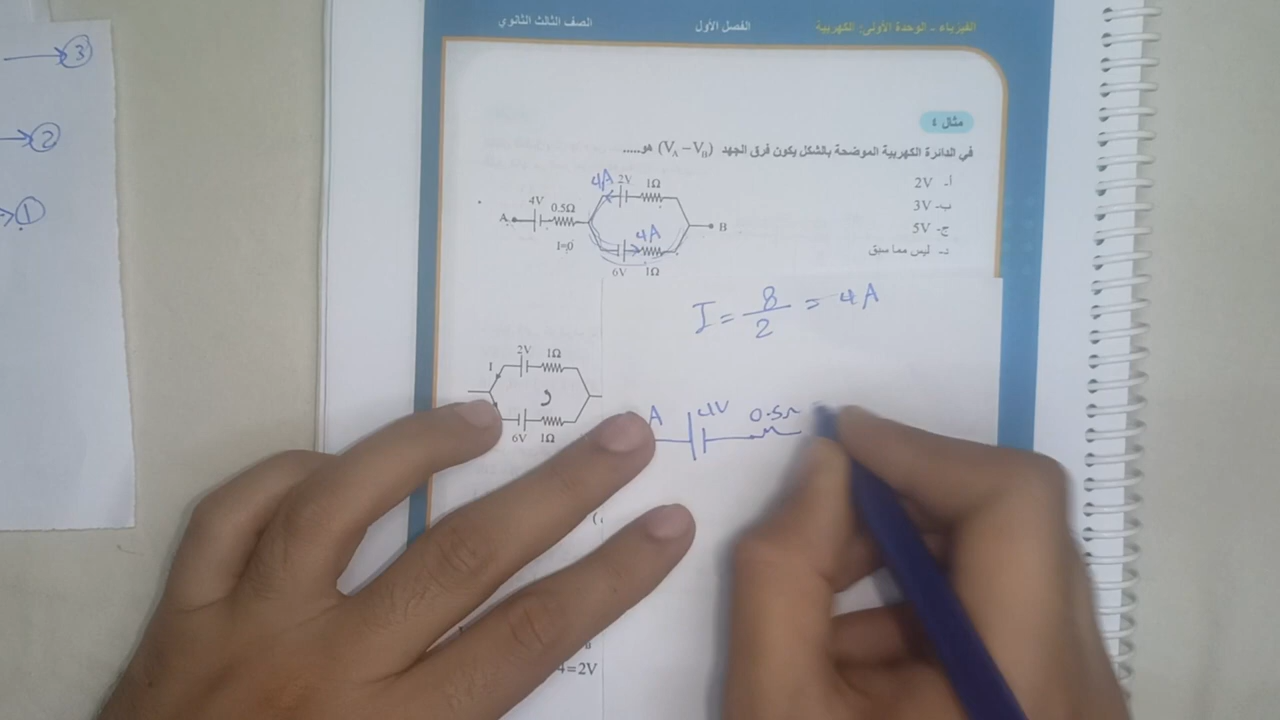 الفيزياء - الوحدة الأولى: الكهربية الفصل الأول الصف الثالث الثانوي
مثال ٤
في الدائرة الكهربية الموضحة بالشكل يكون فرق الجهد (V_A – V_B) هو.....
أ- 2V
ب- 3V
ج- 5V
د- ليس مما سبق
4A 2V 1Ω
4V 0.5Ω
A B
I=0 4A
6V 1Ω
I = 8/2 = 4A
2V 1Ω
I
6V 1Ω
A 4V 0.5Ω
4=2V
3
2
1